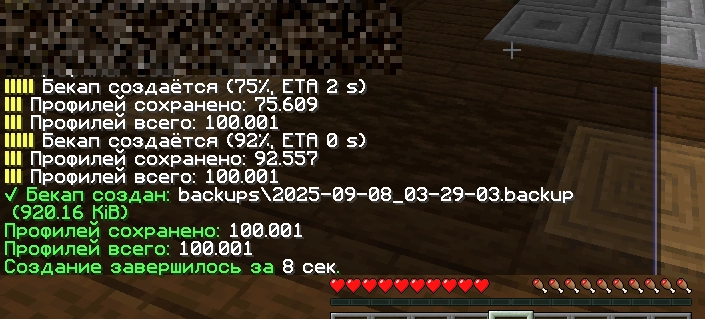 Бекап создаётся (75%, ETA 2 s)
Профилей сохранено: 75.609
Профилей всего: 100.001
Бекап создаётся (92%, ETA 0 s)
Профилей сохранено: 92.557
Профилей всего: 100.001
✓ Бекап создан: backups\2025-09-08_03-29-03.backup
(920.16 KiB)
Профилей сохранено: 100.001
Профилей всего: 100.001
Создание завершилось за 8 сек.